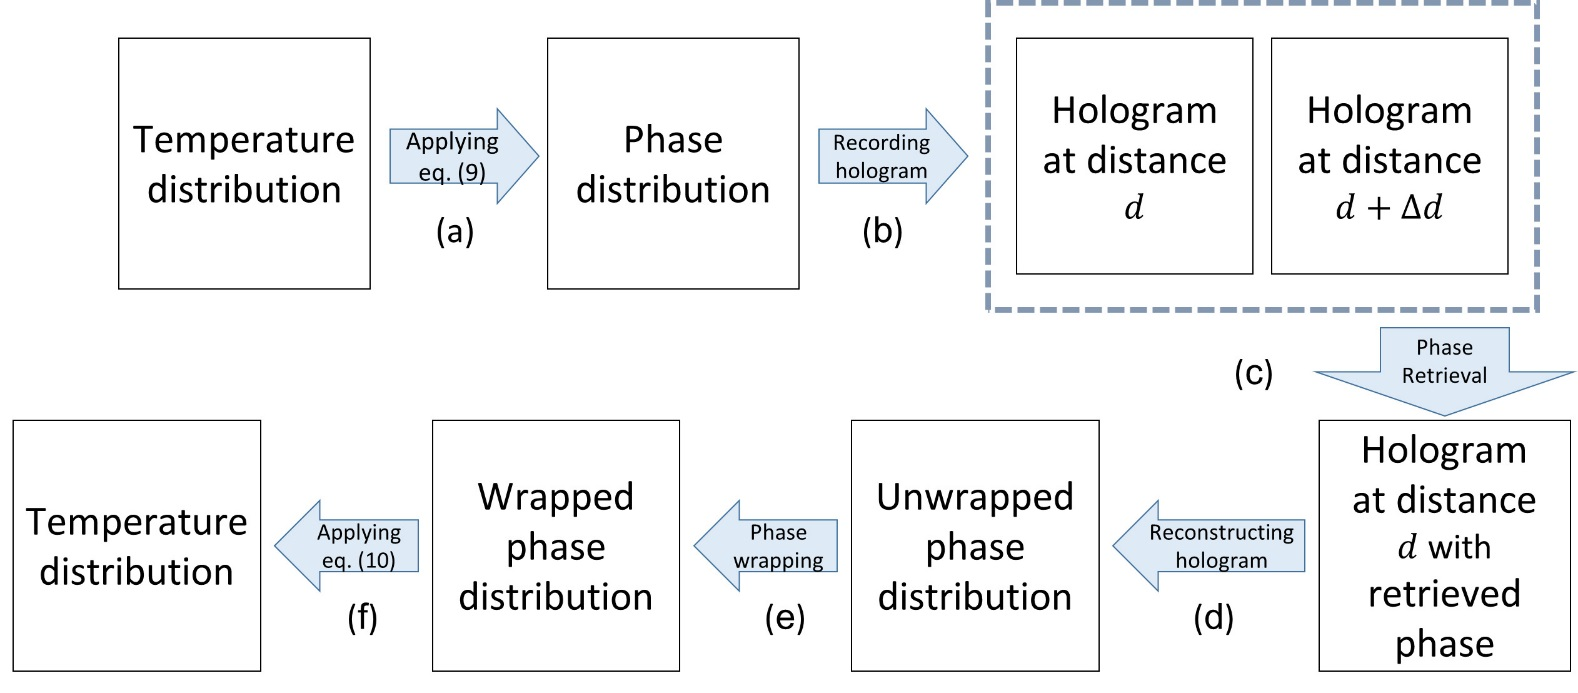 Temperature
distribution
Applying
eq. (9)
(a)
Phase
distribution
Recording
hologram
(b)
Hologram
at distance
d
Hologram
at distance
d + Δd
(c)
Phase
Retrieval
Hologram
at distance
d with
retrieved
phase
Reconstructing
hologram
(d)
Unwrapped
phase
distribution
Phase
wrapping
(e)
Wrapped
phase
distribution
Applying
eq. (10)
(f)
Temperature
distribution